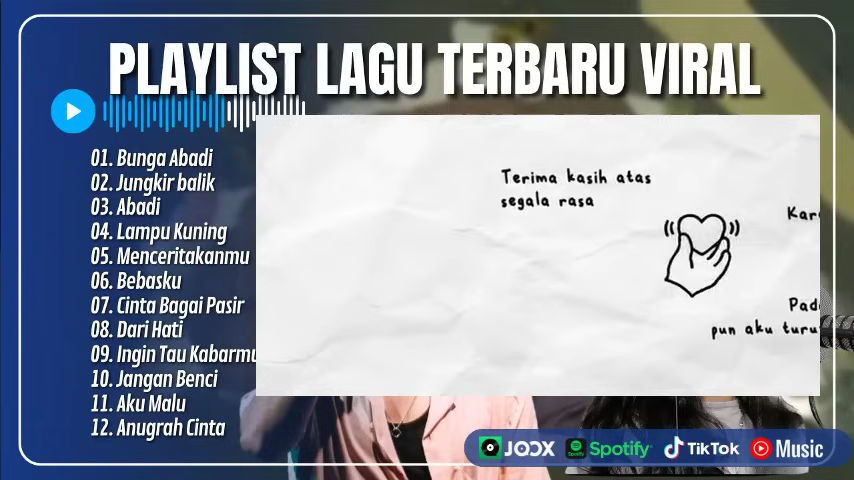 PLAYLIST LAGU TERBARU VIRAL
01. Bunga Abadi
02. Jungkir balik
03. Abadi
04. Lampu Kuning
05. Menceritakanmu
06. Bebasku
07. Cinta Bagai Pasir
08. Dari Hati
09. Ingin Tau Kabarmu
10. Jangan Benci
11. Aku Malu
12. Anugrah Cinta
Terima kasih atas
segala rasa
pun aku
JOOX Spotify Spotify TikTok Music